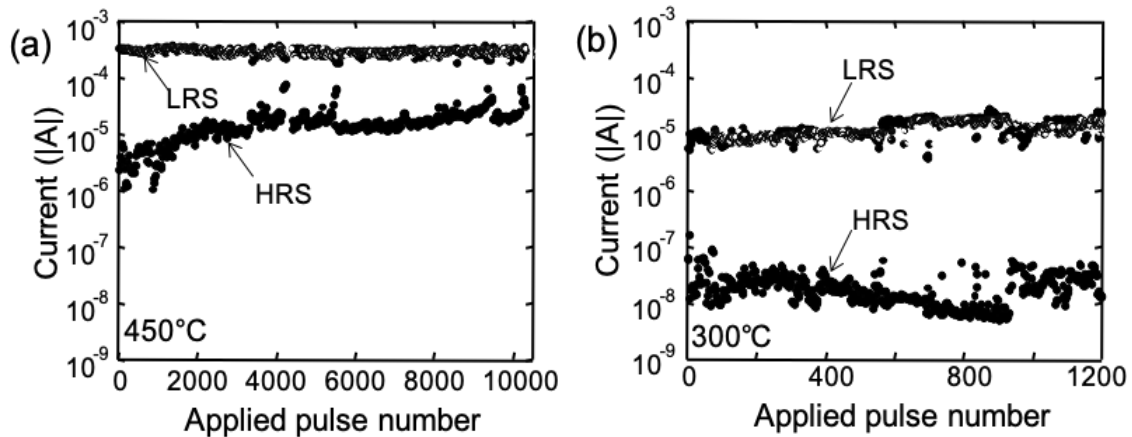 (a)
Current (|A|)
10⁻³
10⁻⁴
10⁻⁵
10⁻⁶
10⁻⁷
10⁻⁸
10⁻⁹
LRS
HRS
450°C
0 2000 4000 6000 8000 10000
Applied pulse number
(b)
Current (|A|)
10⁻³
10⁻⁴
10⁻⁵
10⁻⁶
10⁻⁷
10⁻⁸
10⁻⁹
LRS
HRS
300°C
0 400 800 1200
Applied pulse number